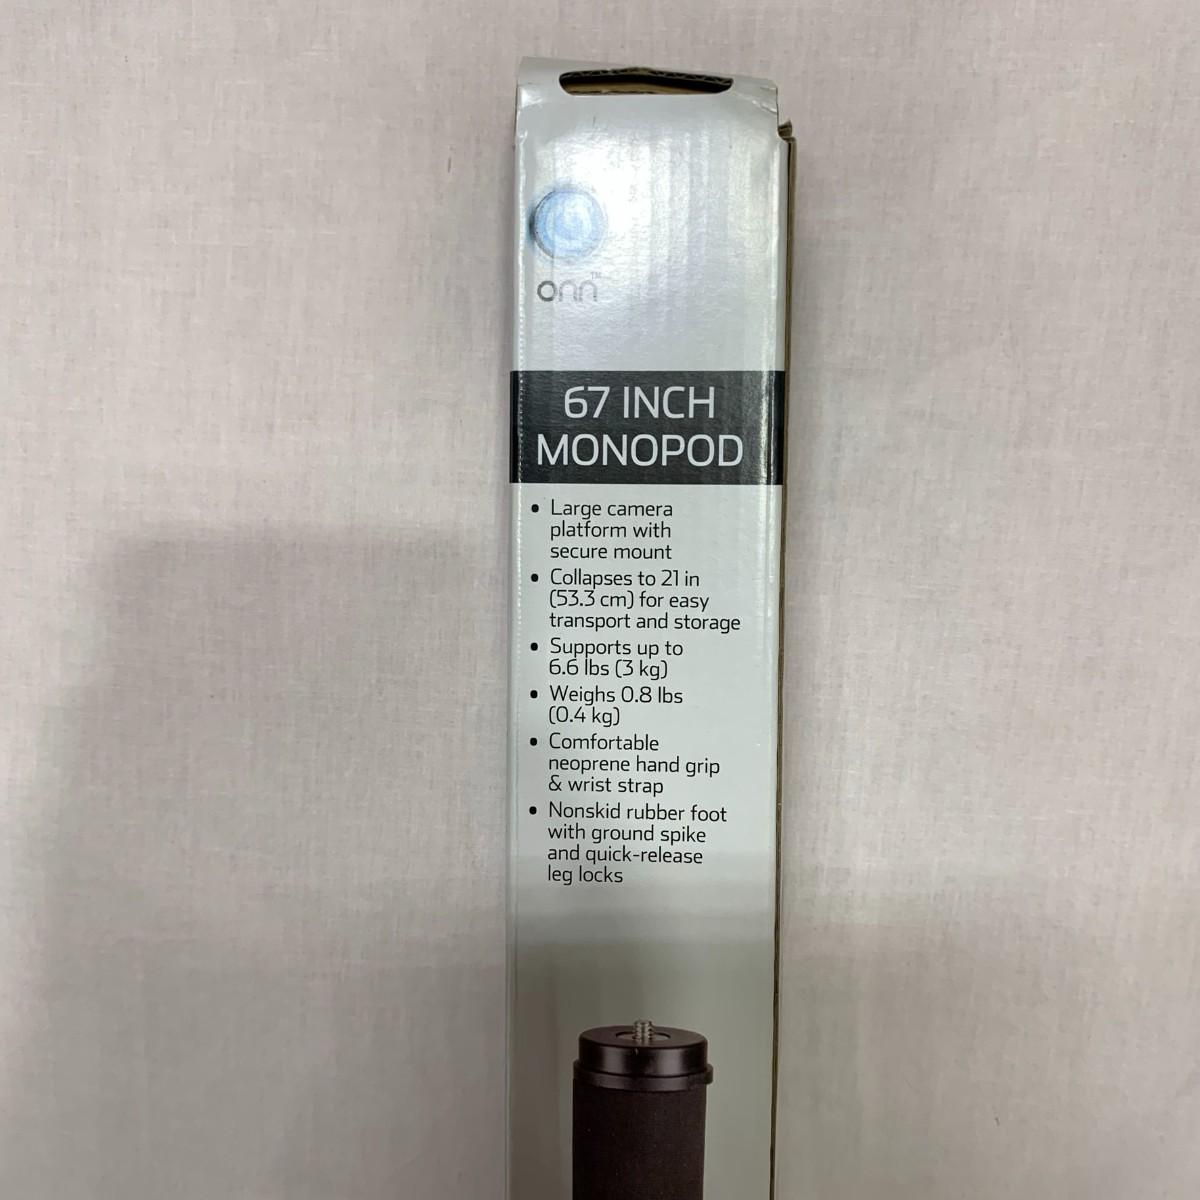 onn™
67 INCH
MONOPOD
• Large camera
platform with
secure mount
• Collapses to 21 in
(53.3 cm) for easy
transport and storage
• Supports up to
6.6 lbs (3 kg)
• Weighs 0.8 lbs
(0.4 kg)
• Comfortable
neoprene hand grip
& wrist strap
• Nonskid rubber foot
with ground spike
and quick-release
leg locks